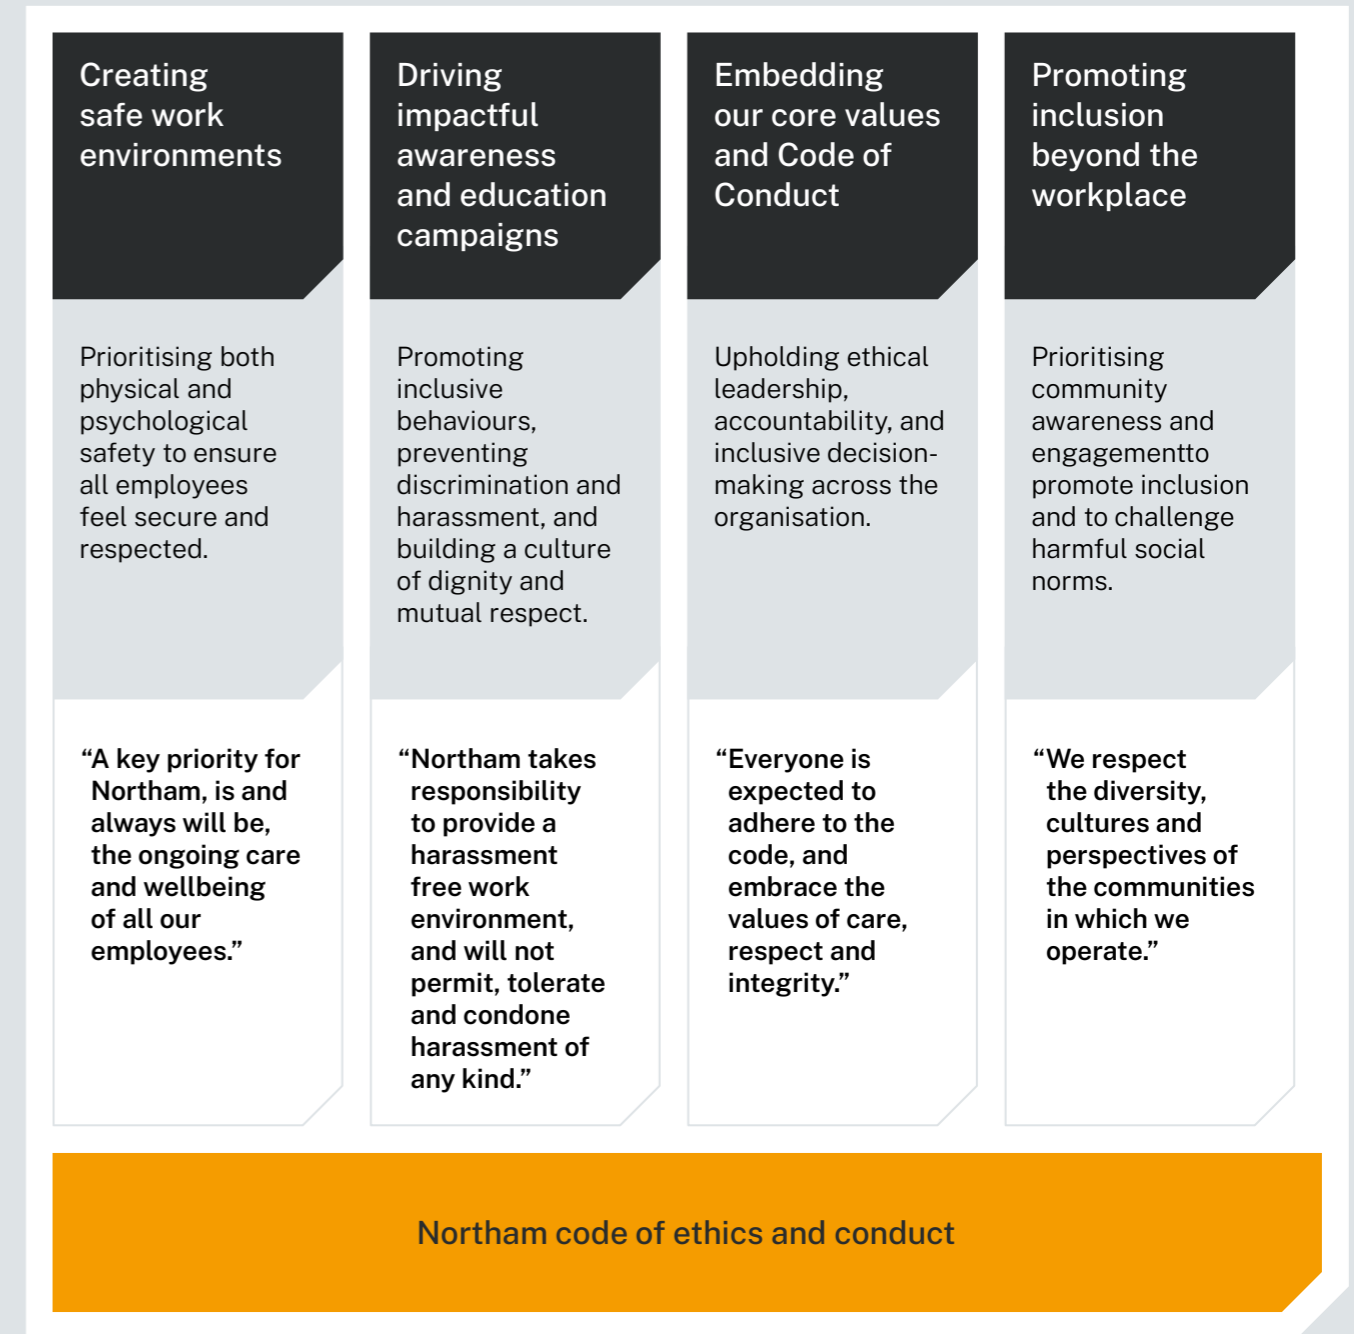 Creating
safe work
environments
Prioritising both
physical and
psychological
safety to ensure
all employees
feel secure and
respected.
“A key priority for
Northam, is and
always will be,
the ongoing care
and wellbeing
of all our
employees.”
Driving
impactful
awareness
and education
campaigns
Promoting
inclusive
behaviours,
preventing
discrimination and
harassment, and
building a culture
of dignity and
mutual respect.
“Northam takes
responsibility
to provide a
harassment
free work
environment,
and will not
permit, tolerate
and condone
harassment of
any kind.”
Embedding
our core values
and Code of
Conduct
Upholding ethical
leadership,
accountability, and
inclusive decision-
making across the
organisation.
“Everyone is
expected to
adhere to the
code, and
embrace the
values of care,
respect and
integrity.”
Promoting
inclusion
beyond the
workplace
Prioritising
community
awareness and
engagementto
promote inclusion
and to challenge
harmful social
norms.
“We respect
the diversity,
cultures and
perspectives of
the communities
in which we
operate.”
Northam code of ethics and conduct